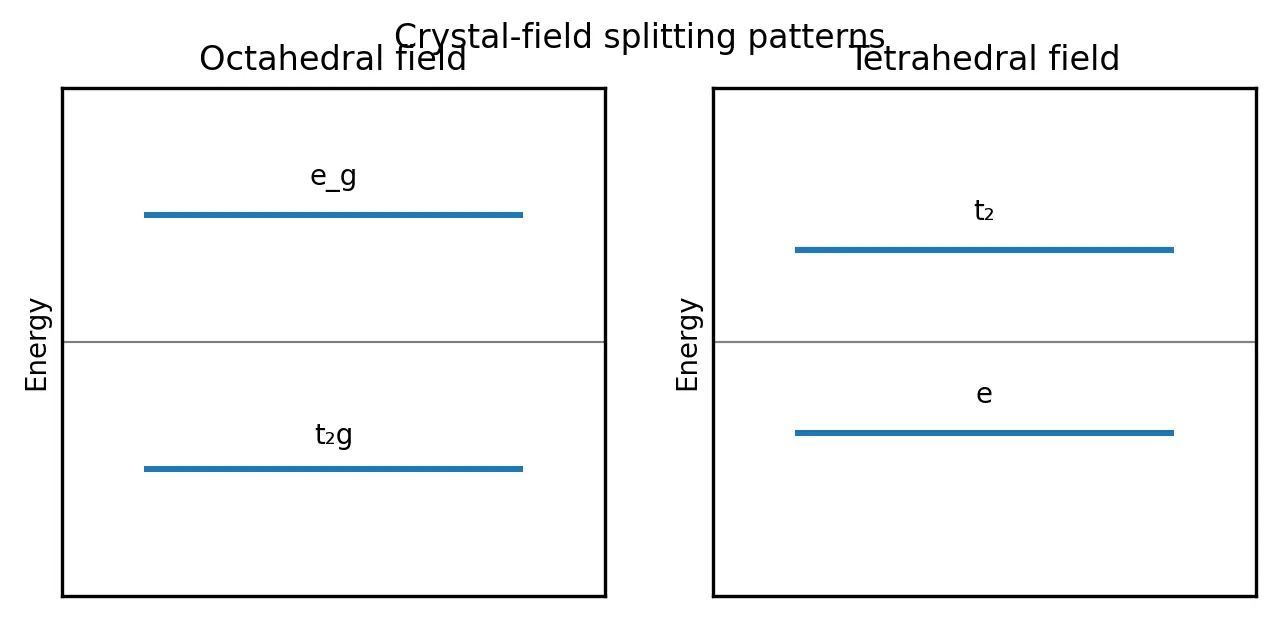 Crystal-field splitting patterns
Octahedral field
Tetrahedral field
e_g
t₂
Energy
Energy
e
t₂g